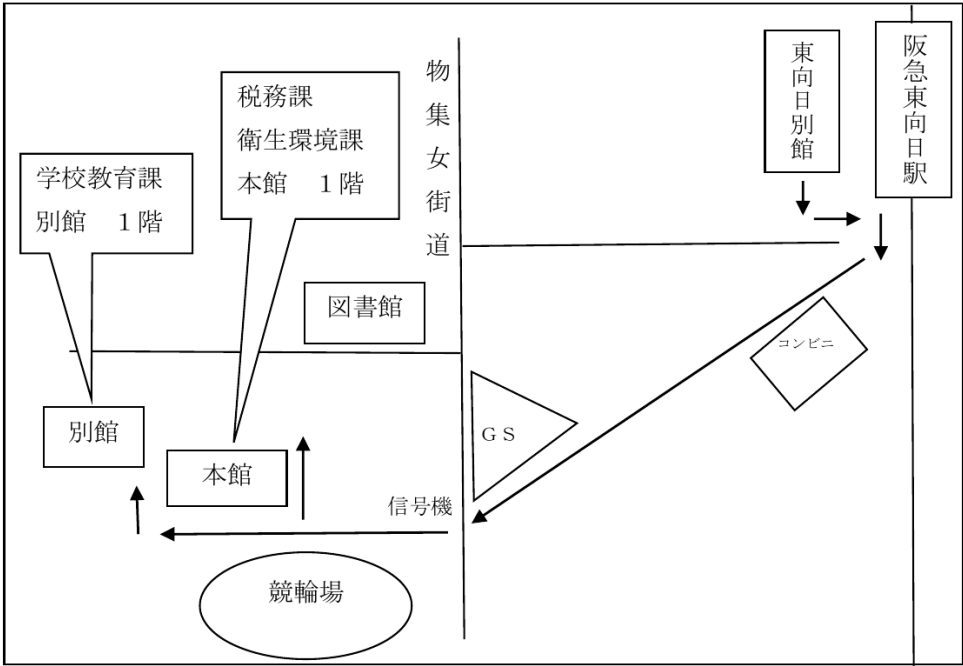 税務課
衛生環境課
本館　１階
学校教育課
別館　１階
物集女街道
東向日別館
阪急東向日駅
図書館
コンビニ
ＧＳ
別館
本館
信号機
競輪場